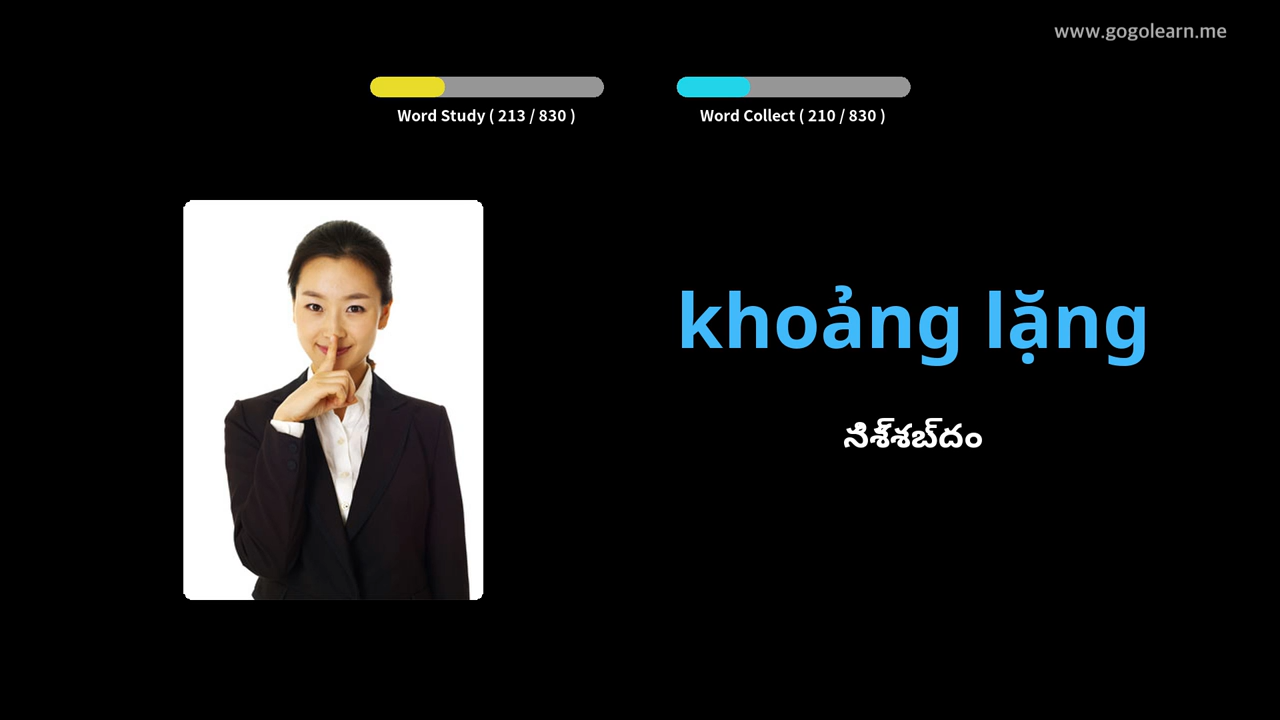 www.gogolearn.me
Word Study ( 213 / 830 )
Word Collect ( 210 / 830 )
khoảng lặng
నిశ్‌శబ్‌దం